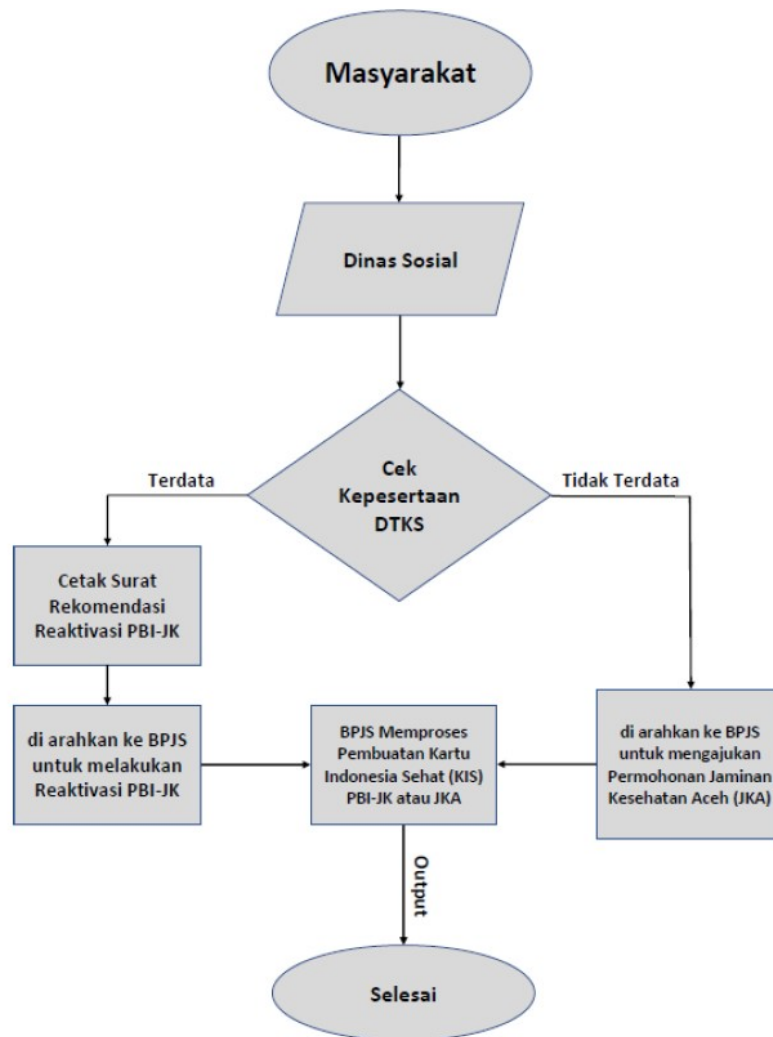 Masyarakat
Dinas Sosial
Cek
Kepesertaan
DTKS
Terdata
Tidak Terdata
Cetak Surat
Rekomendasi
Reaktivasi PBI-JK
di arahkan ke BPJS
untuk melakukan
Reaktivasi PBI-JK
BPJS Memproses
Pembuatan Kartu
Indonesia Sehat (KIS)
PBI-JK atau JKA
di arahkan ke BPJS
untuk mengajukan
Permohonan Jaminan
Kesehatan Aceh (JKA)
Output
Selesai